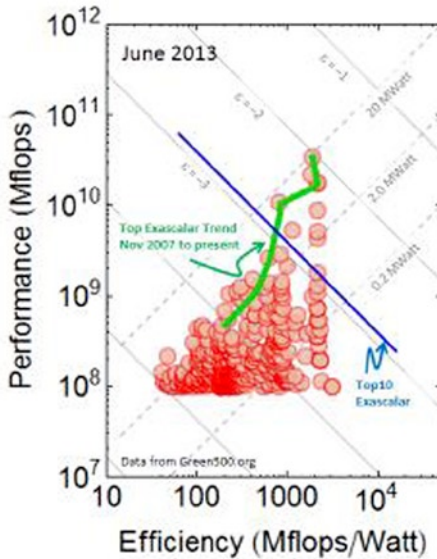 10^12
June 2013
ε = -1
20 MWatt
ε = -2
10^11
2.0 MWatt
ε = -3
10^10
Top Exascalar Trend
Nov 2007 to present
0.2 MWatt
10^9
10^8
Top10
Exascalar
Data from Green500.org
10^7
10 100 1000 10^4
Performance (Mflops)
Efficiency (Mflops/Watt)